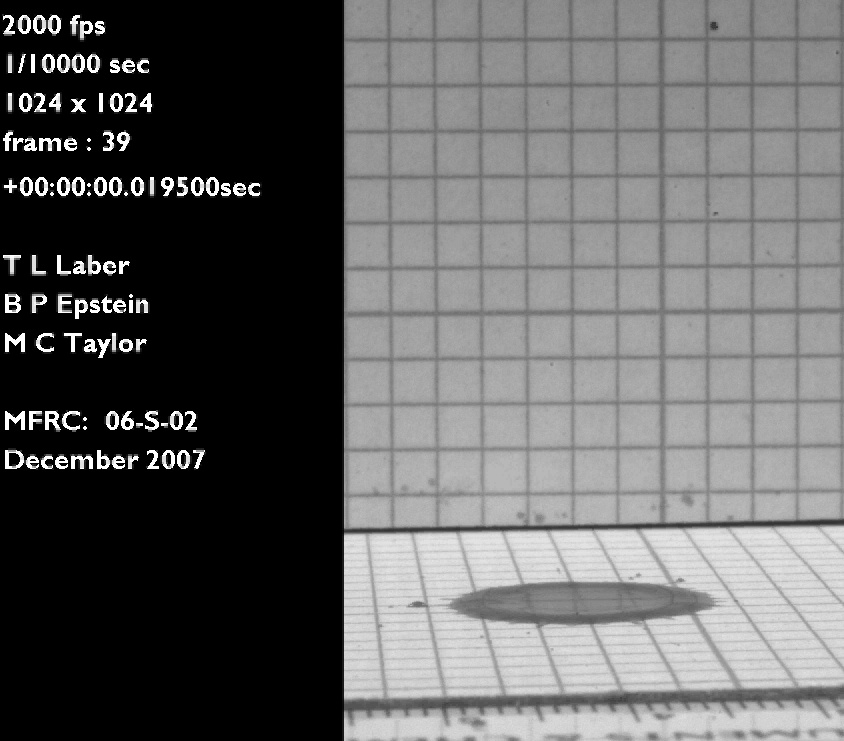 2000 fps
1/10000 sec
1024 x 1024
frame : 39
+00:00:00.019500sec
T L Laber
B P Epstein
M C Taylor
MFRC: 06-S-02
December 2007